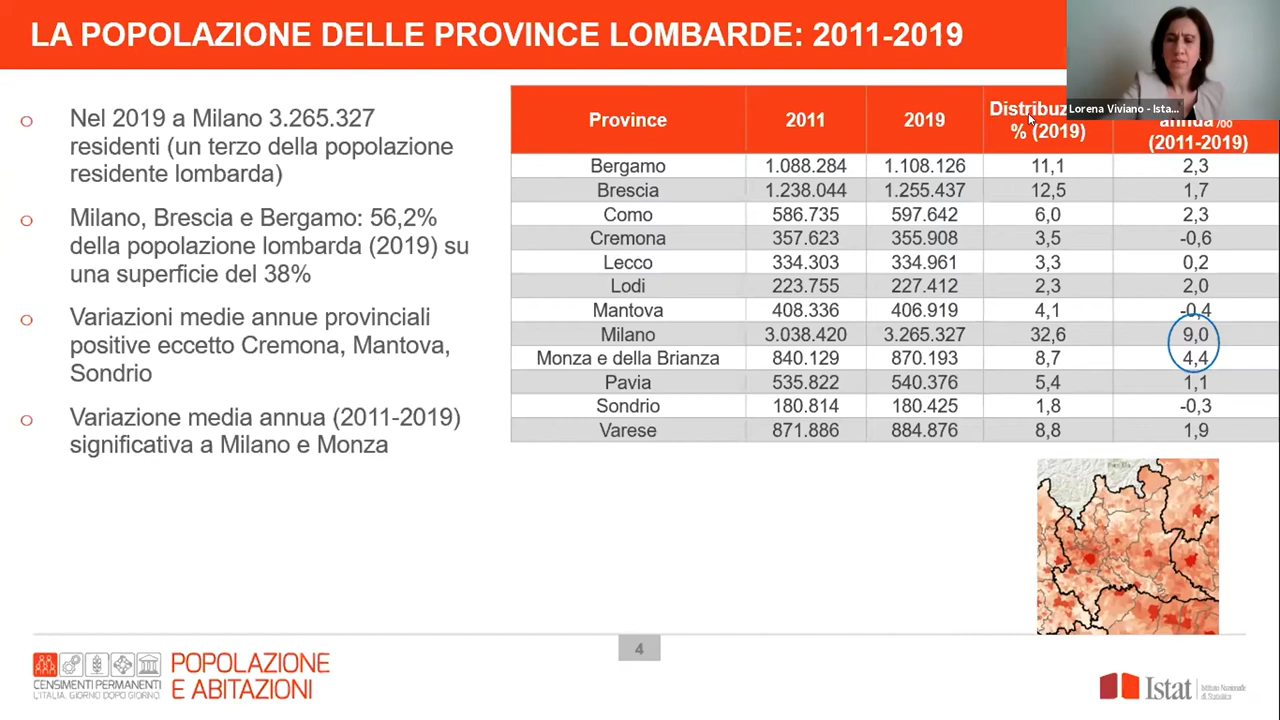 LA POPOLAZIONE DELLE PROVINCE LOMBARDE: 2011-2019
Lorena Viviano - Ista...
o Nel 2019 a Milano 3.265.327
residenti (un terzo della popolazione
residente lombarda)
o Milano, Brescia e Bergamo: 56,2%
della popolazione lombarda (2019) su
una superficie del 38%
o Variazioni medie annue provinciali
positive eccetto Cremona, Mantova,
Sondrio
o Variazione media annua (2011-2019)
significativa a Milano e Monza
Province 2011 2019 % (2019) annua ‰ (2011-2019)
Bergamo 1.088.284 1.108.126 11,1 2,3
Brescia 1.238.044 1.255.437 12,5 1,7
Como 586.735 597.642 6,0 2,3
Cremona 357.623 355.908 3,5 -0,6
Lecco 334.303 334.961 3,3 0,2
Lodi 223.755 227.412 2,3 2,0
Mantova 408.336 406.919 4,1 -0,4
Milano 3.038.420 3.265.327 32,6 9,0
Monza e della Brianza 840.129 870.193 8,7 4,4
Pavia 535.822 540.376 5,4 1,1
Sondrio 180.814 180.425 1,8 -0,3
Varese 871.886 884.876 8,8 1,9
4
CENSIMENTI PERMANENTI
L'ITALIA, GIORNO DOPO GIORNO.
POPOLAZIONE
E ABITAZIONI
Istat
Istituto Nazionale
di Statistica